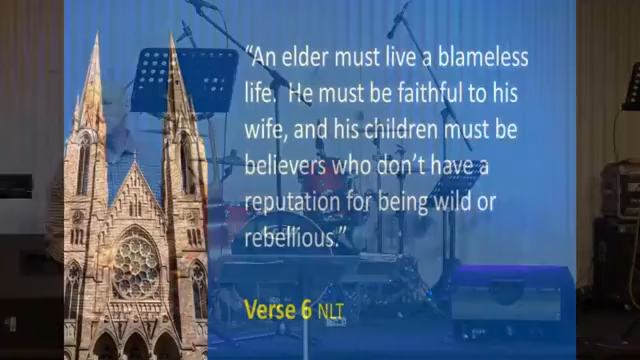 “An elder must live a blameless
life.  He must be faithful to his
wife, and his children must be
believers who don’t have a
reputation for being wild or
rebellious.”
Verse 6 NLT